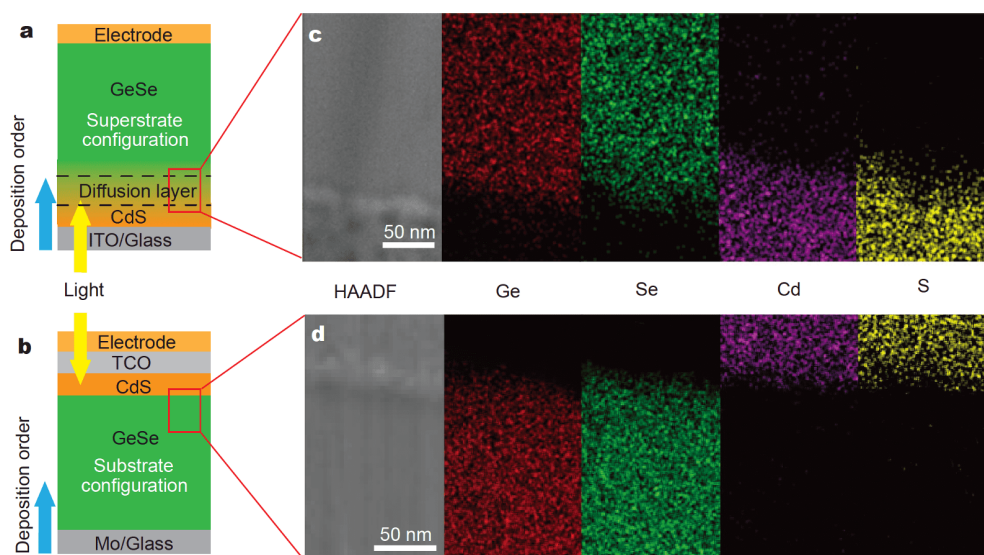 a
Electrode
GeSe
Superstrate
configuration
Diffusion layer
CdS
ITO/Glass
Deposition order
Light
c
50 nm
HAADF
Ge
Se
Cd
S
b
Electrode
TCO
CdS
GeSe
Substrate
configuration
Mo/Glass
Deposition order
d
50 nm